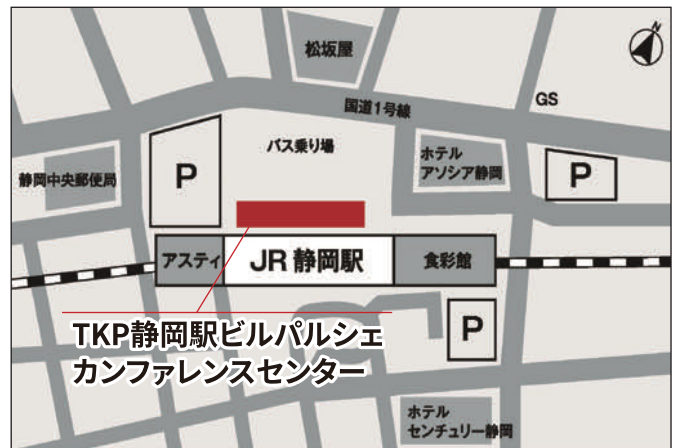 N
松坂屋
国道1号線
GS
バス乗り場
ホテル
アソシア静岡
P
P
静岡中央郵便局
アスティ
JR 静岡駅
食彩館
P
TKP静岡駅ビルパルシェ
カンファレンスセンター
ホテル
センチュリー静岡